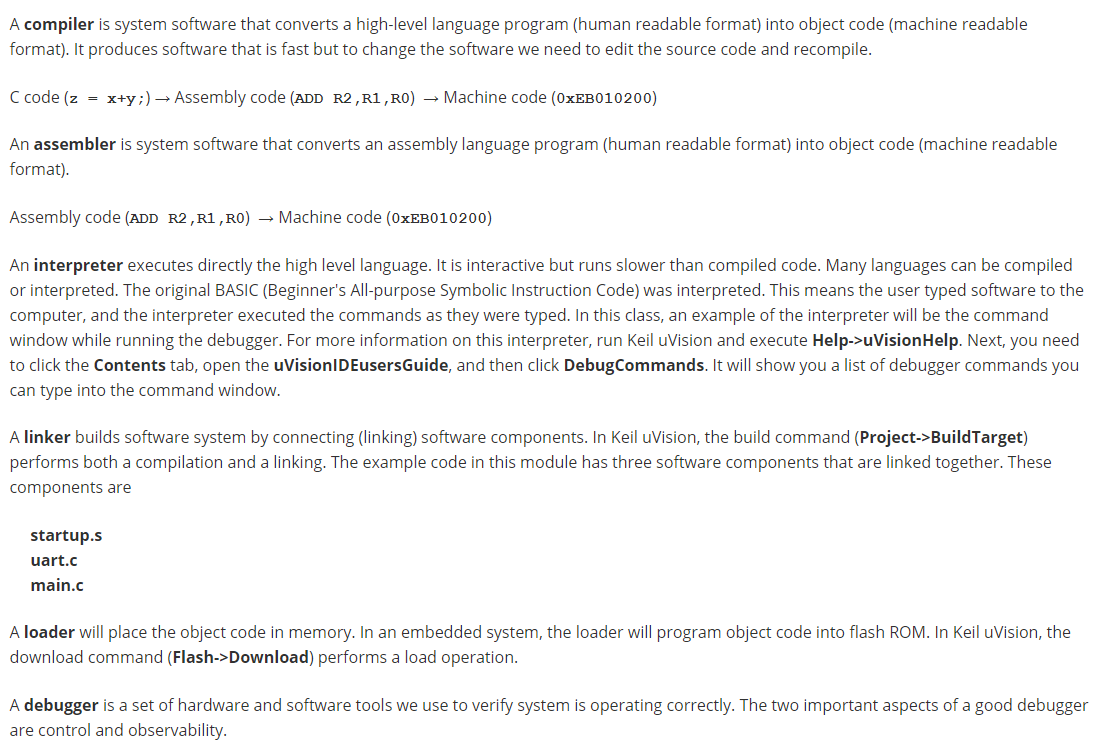 A compiler is system software that converts a high-level language program (human readable format) into object code (machine readable
format). It produces software that is fast but to change the software we need to edit the source code and recompile.
C code (z = x+y;) → Assembly code (ADD R2,R1,R0) → Machine code (0xEB010200)
An assembler is system software that converts an assembly language program (human readable format) into object code (machine readable
format).
Assembly code (ADD R2,R1,R0) → Machine code (0xEB010200)
An interpreter executes directly the high level language. It is interactive but runs slower than compiled code. Many languages can be compiled
or interpreted. The original BASIC (Beginner's All-purpose Symbolic Instruction Code) was interpreted. This means the user typed software to the
computer, and the interpreter executed the commands as they were typed. In this class, an example of the interpreter will be the command
window while running the debugger. For more information on this interpreter, run Keil uVision and execute Help->uVisionHelp. Next, you need
to click the Contents tab, open the uVisionIDEusersGuide, and then click DebugCommands. It will show you a list of debugger commands you
can type into the command window.
A linker builds software system by connecting (linking) software components. In Keil uVision, the build command (Project->BuildTarget)
performs both a compilation and a linking. The example code in this module has three software components that are linked together. These
components are
startup.s
uart.c
main.c
A loader will place the object code in memory. In an embedded system, the loader will program object code into flash ROM. In Keil uVision, the
download command (Flash->Download) performs a load operation.
A debugger is a set of hardware and software tools we use to verify system is operating correctly. The two important aspects of a good debugger
are control and observability.